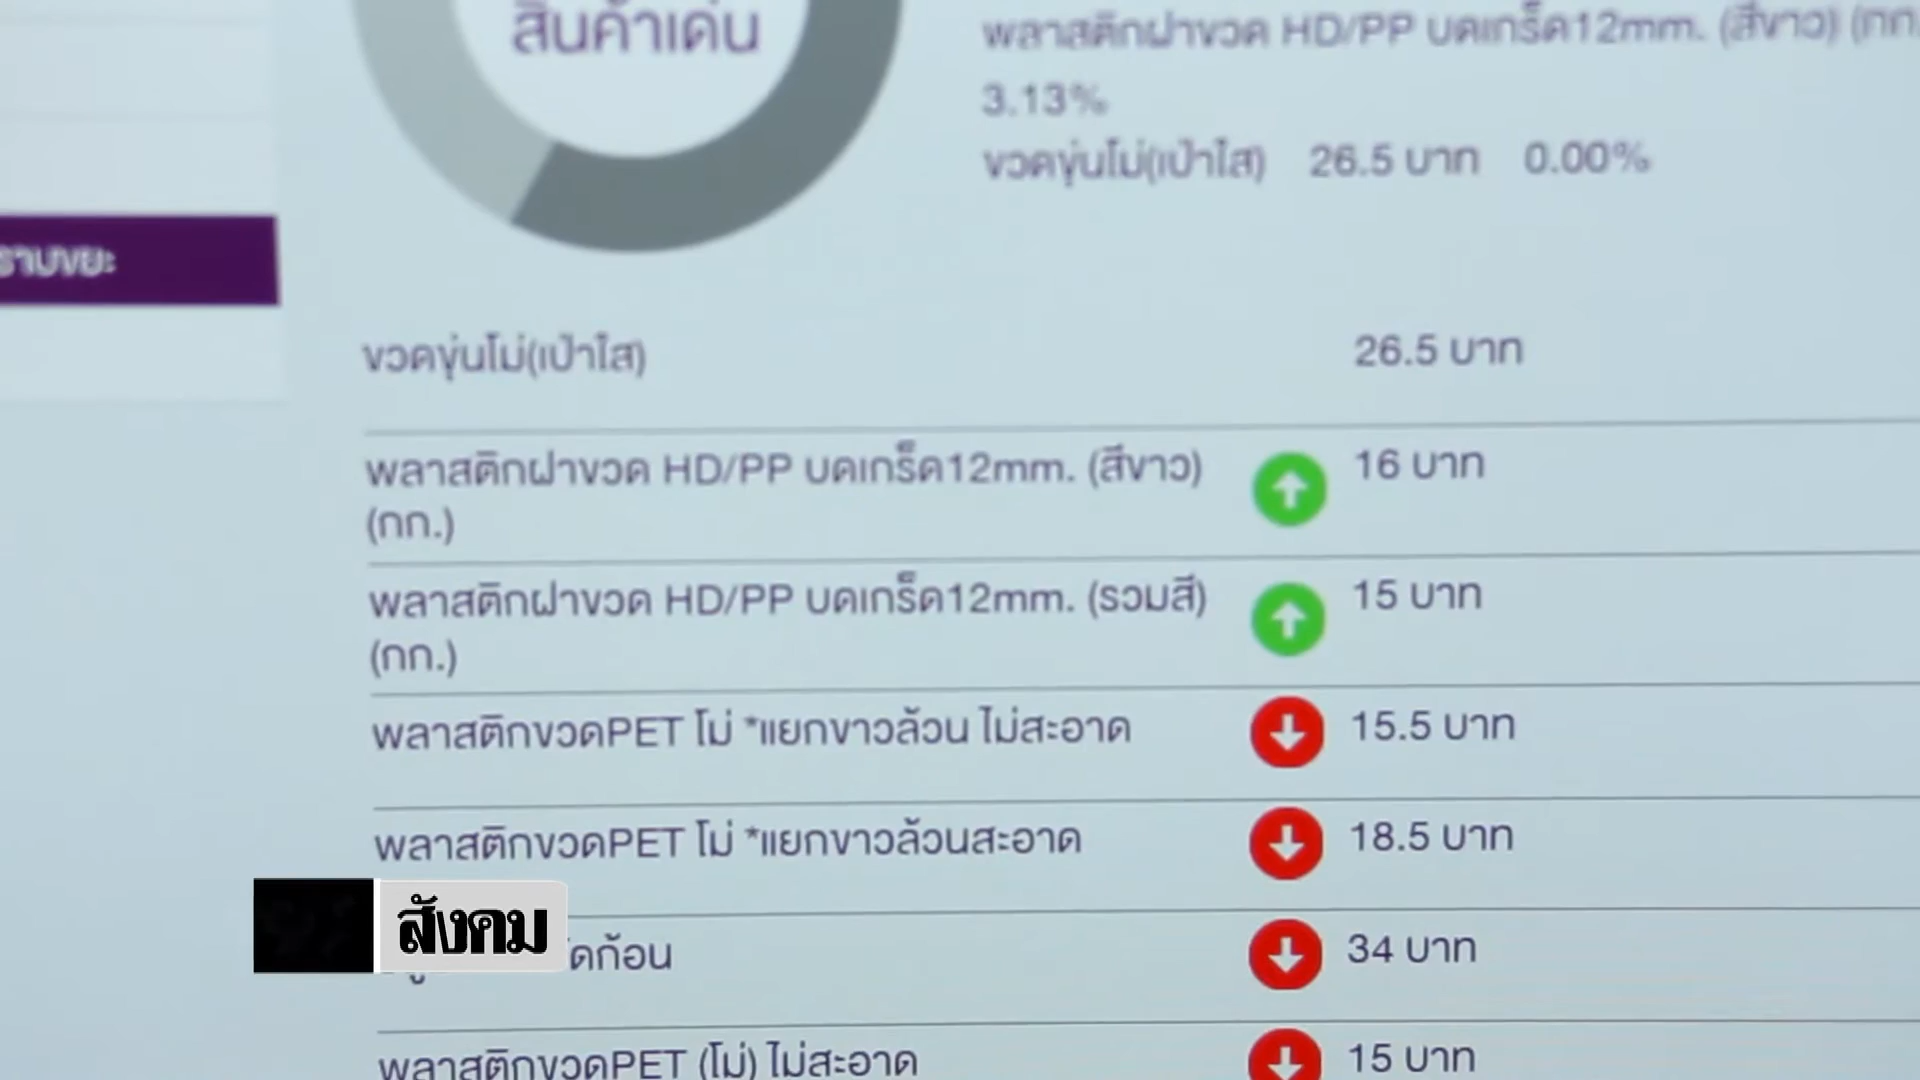 สินค้าเด่น
พลาสติกฝาขวด HD/PP บดเกร็ด12mm. (สีขาว) (กก.
3.13%
ขวดขุ่นโม่(เป่าใส) 26.5 บาท 0.00%
ขวดขุ่นโม่(เป่าใส) 26.5 บาท
พลาสติกฝาขวด HD/PP บดเกร็ด12mm. (สีขาว) 16 บาท
(กก.)
พลาสติกฝาขวด HD/PP บดเกร็ด12mm. (รวมสี) 15 บาท
(กก.)
พลาสติกขวดPET โม่ *แยกขาวล้วน ไม่สะอาด 15.5 บาท
พลาสติกขวดPET โม่ *แยกขาวล้วนสะอาด 18.5 บาท
สังคม
34 บาท
พลาสติกขวดPET (โม่) ไม่สะอาด 15 บาท